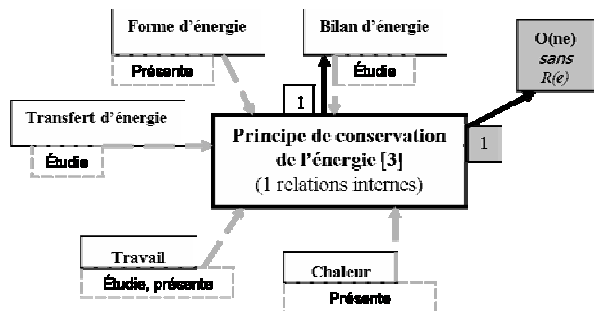 Forme d'énergie
Présente
Bilan d'énergie
Étudie
O(ne)
sans
R(e)
Transfert d'énergie
Étudie
1
1
Principe de conservation
de l'énergie [3]
(1 relations internes)
Travail
Étudie, présente
Chaleur
Présente